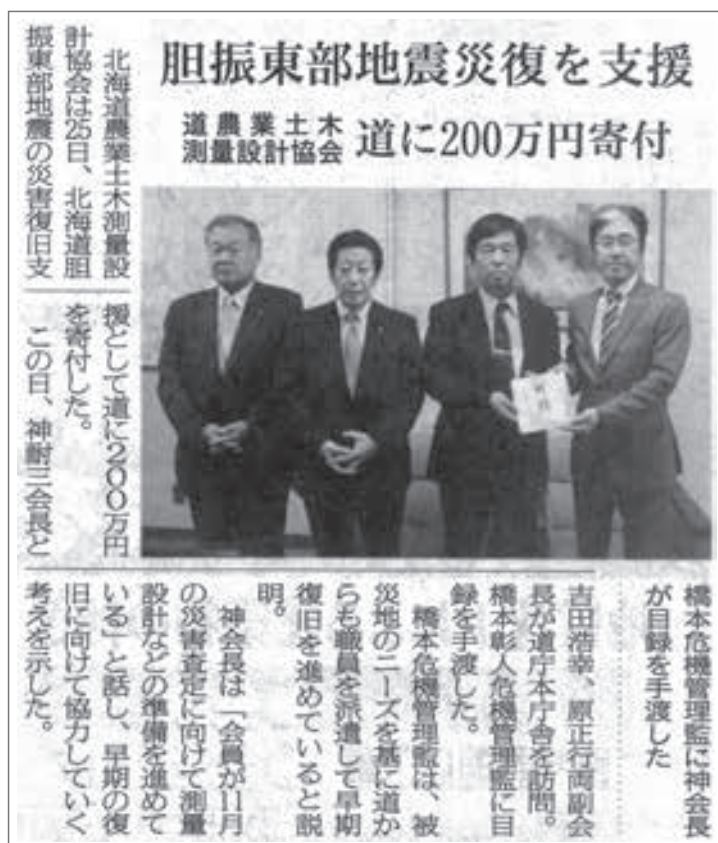 胆振東部地震災復を支援
道農業土木
測量設計協会
道に200万円寄付
北海道農業土木測量設
計協会は25日、北海道胆
振東部地震の災害復旧支
援として道に200万円
を寄付した。
この日、神耐三会長と
吉田浩幸、原正行両副会
長が道庁本庁舎を訪問。
橋本彰人危機管理監に目
録を手渡した。
橋本危機管理監は、被
災地のニーズを基に道か
らも職員を派遣して早期
復旧を進めていると説
明。
神会長は「会員が11月
の災害査定に向けて測量
設計などの準備を進めて
いる」と話し、早期の復
旧に向けて協力していく
考えを示した。
橋本危機管理監に神会長
が目録を手渡した